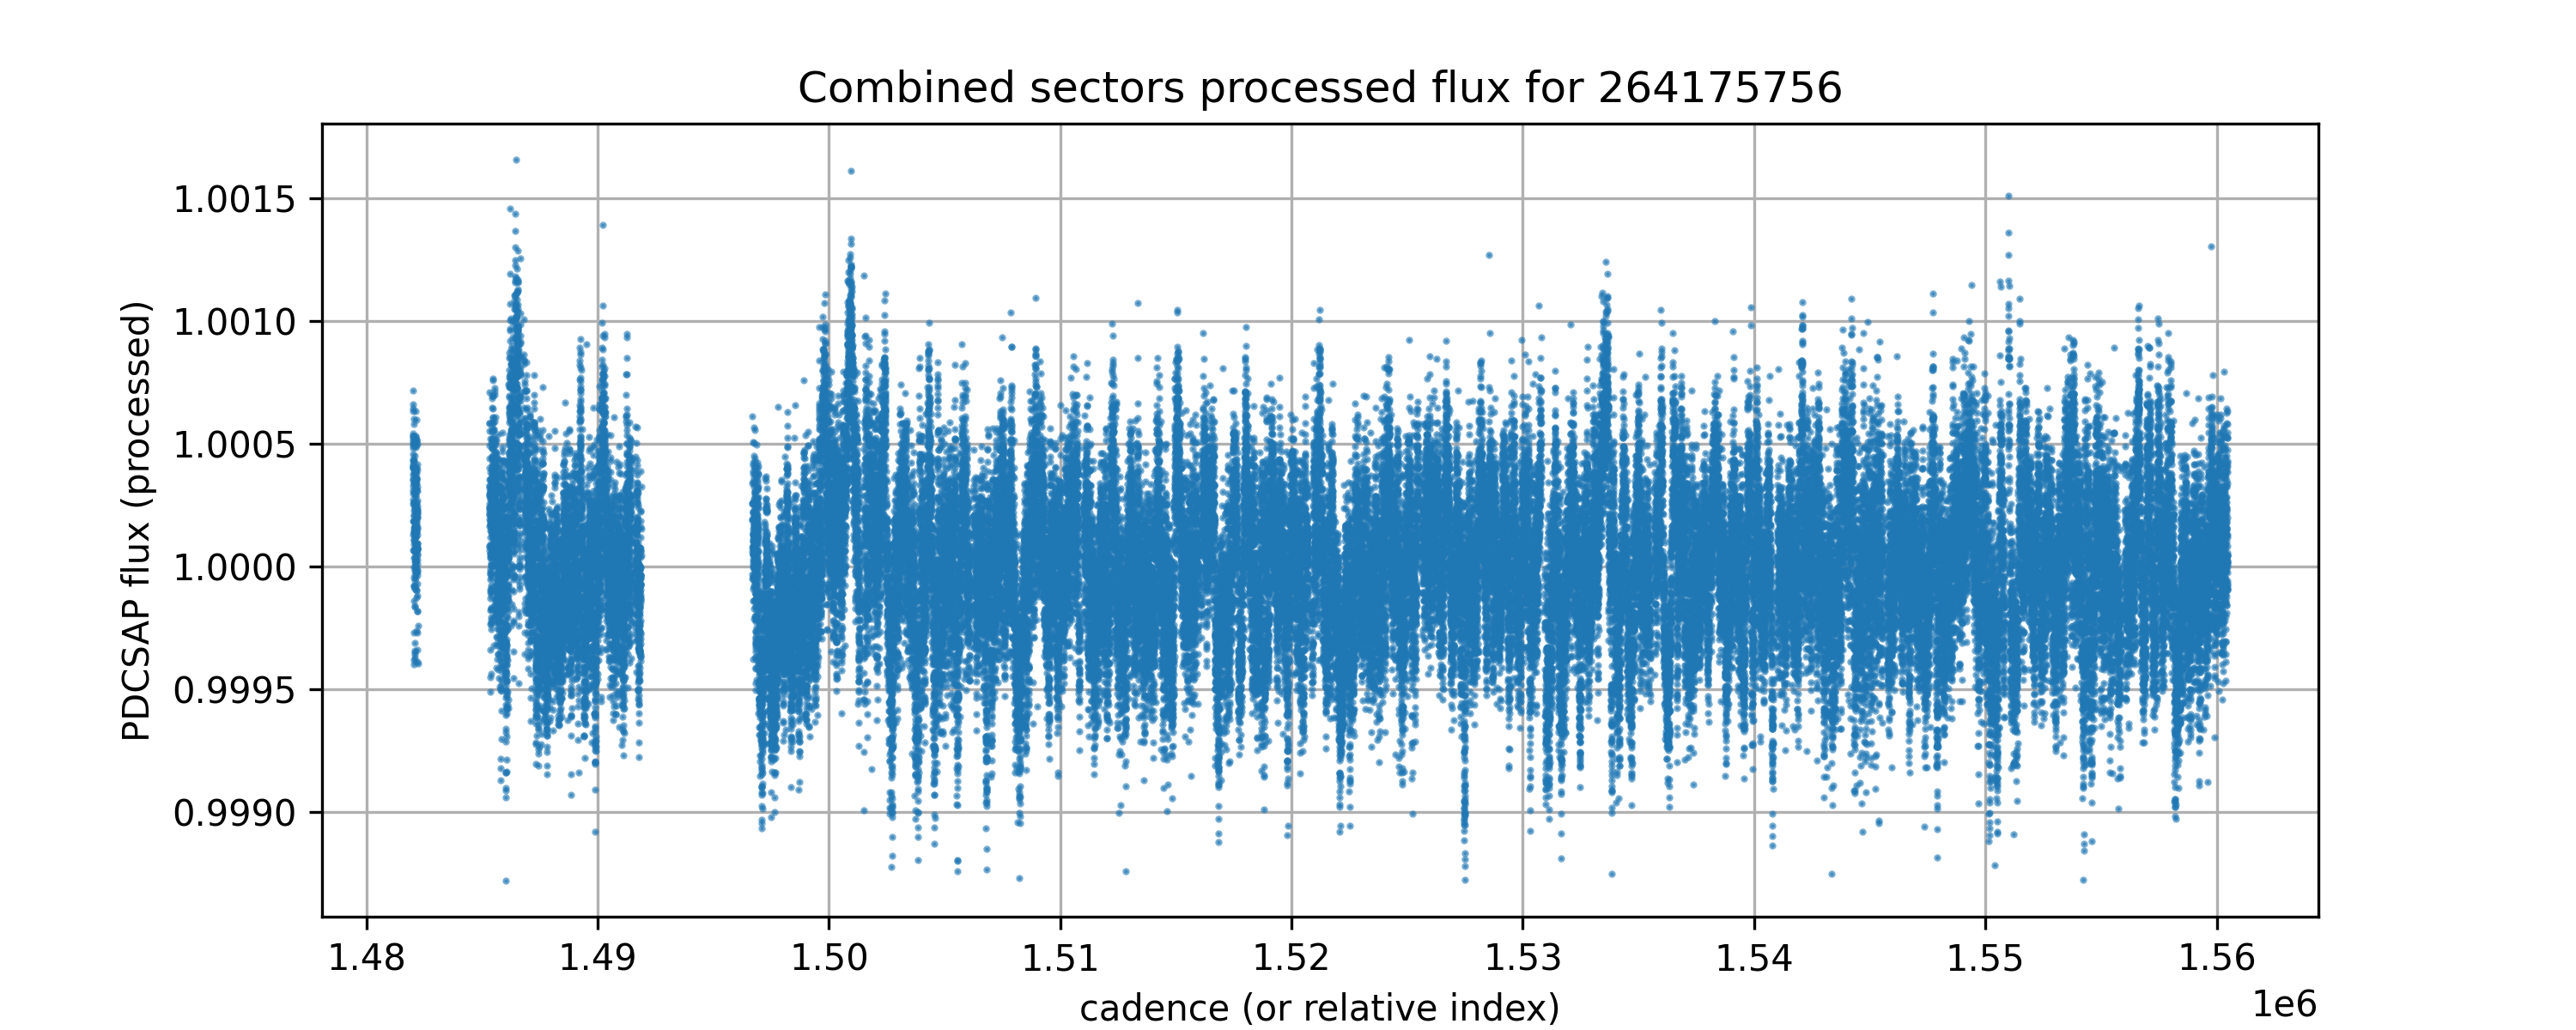 Combined sectors processed flux for 264175756
PDCSAP flux (processed)
1.0015
1.0010
1.0005
1.0000
0.9995
0.9990
1.48 1.49 1.50 1.51 1.52 1.53 1.54 1.55 1.56
1e6
cadence (or relative index)